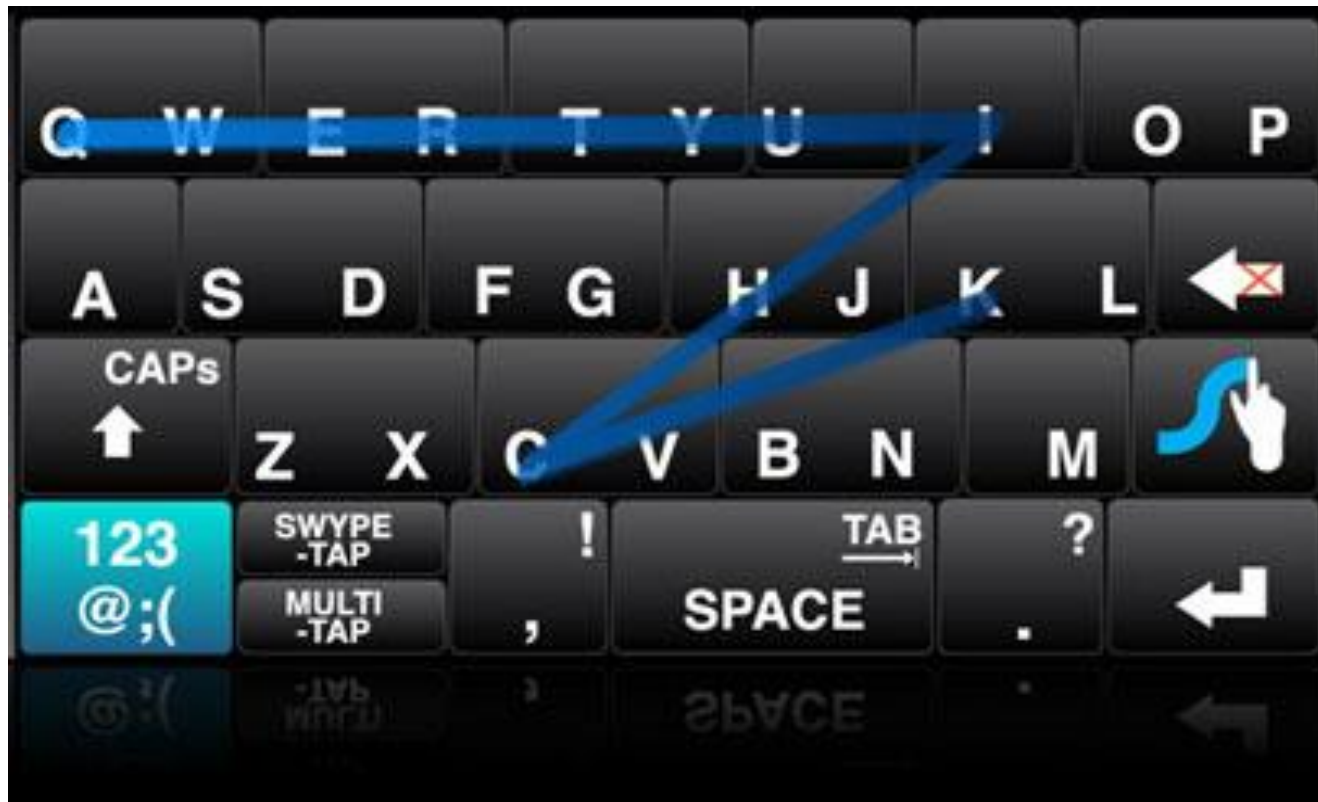 Q W E R T Y U I O P
A S D F G H J K L
CAPs
Z X C V B N M
123 SWYPE ! TAB ?
@;( -TAP
MULTI , SPACE .
-TAP